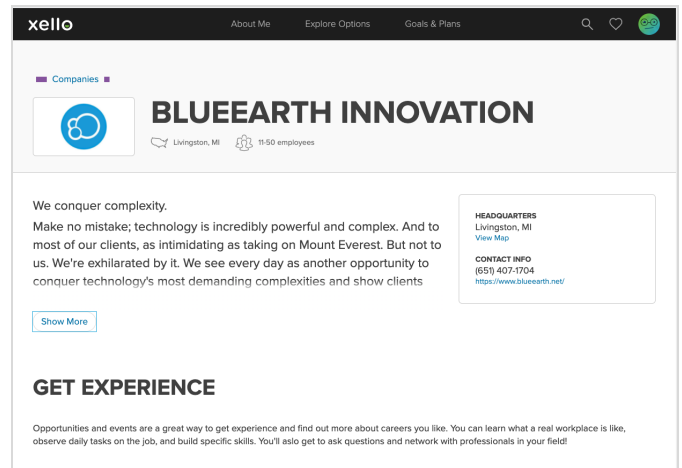 xello
About Me Explore Options Goals & Plans
Companies
BLUEEARTH INNOVATION
Livingston, MI 11-50 employees
We conquer complexity.
Make no mistake; technology is incredibly powerful and complex. And to
most of our clients, as intimidating as taking on Mount Everest. But not to
us. We're exhilarated by it. We see every day as another opportunity to
conquer technology's most demanding complexities and show clients
Show More
HEADQUARTERS
Livingston, MI
View Map
CONTACT INFO
(651) 407-1704
https://www.blueearth.net/
GET EXPERIENCE
Opportunities and events are a great way to get experience and find out more about careers you like. You can learn what a real workplace is like,
observe daily tasks on the job, and build specific skills. You'll aslo get to ask questions and network with professionals in your field!